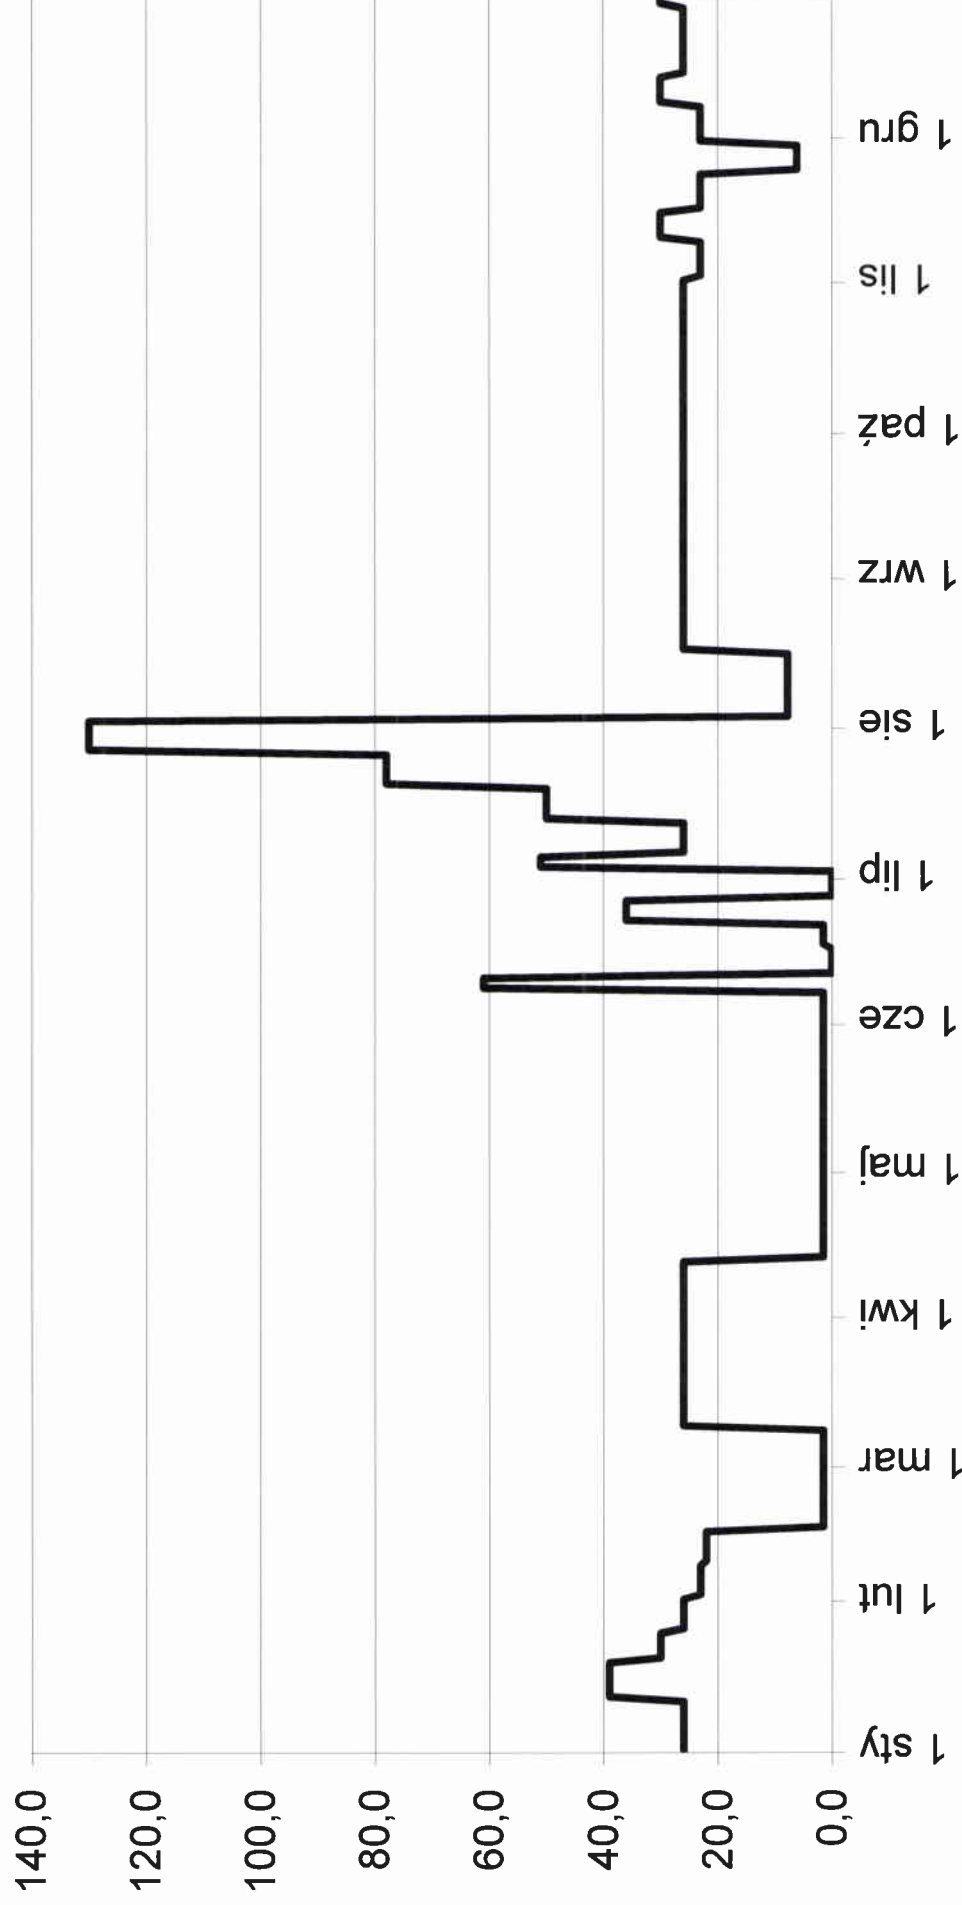 140,0
120,0
100,0
80,0
60,0
40,0
20,0
0,0
1 sty
1 lut
1 mar
1 kwi
1 maj
1 cze
1 lip
1 sie
1 wrz
1 paź
1 lis
1 gru